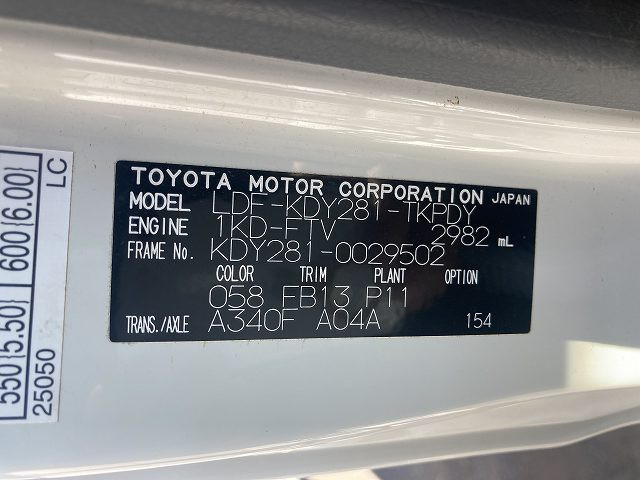 TOYOTA MOTOR CORPORATION JAPAN
MODEL LDF-KDY281-TKPDY
ENGINE 1KD-FTV 2982 mL
FRAME No. KDY281-0029502
COLOR TRIM PLANT OPTION
058 FB13 P11
TRANS./AXLE A340F A04A 154
600 (6.00) LC
550 (5.50)
25050